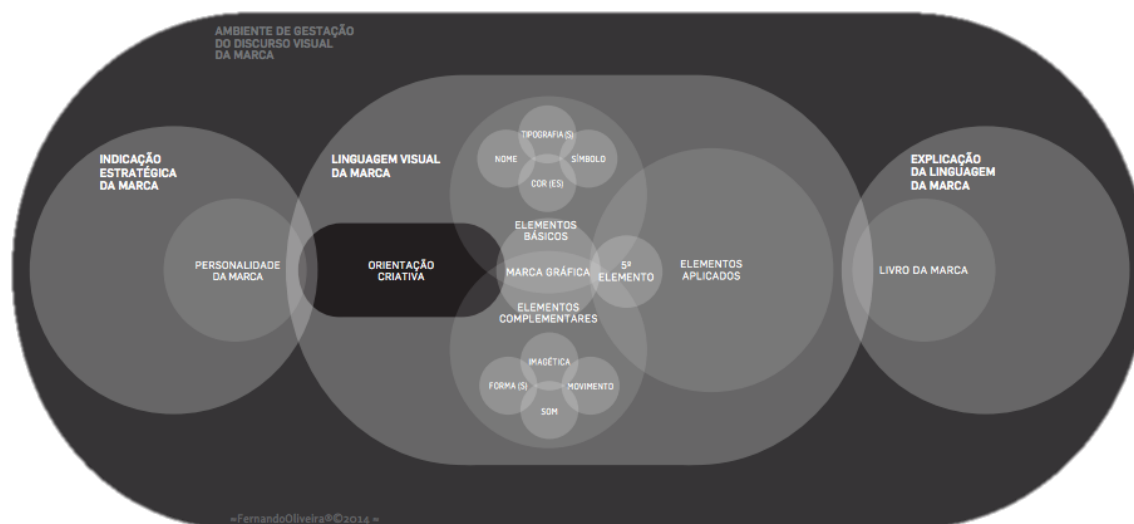 AMBIENTE DE GESTAÇÃO
DO DISCURSO VISUAL
DA MARCA
INDICAÇÃO
ESTRATÉGICA
DA MARCA
PERSONALIDADE
DA MARCA
LINGUAGEM VISUAL
DA MARCA
ORIENTAÇÃO
CRIATIVA
TIPOGRAFIA (S)
NOME
SÍMBOLO
COR (ES)
ELEMENTOS
BÁSICOS
MARCA GRÁFICA
5º
ELEMENTO
ELEMENTOS
COMPLEMENTARES
IMAGÉTICA
FORMA (S)
MOVIMENTO
SOM
ELEMENTOS
APLICADOS
EXPLICAÇÃO
DA LINGUAGEM
DA MARCA
LIVRO DA MARCA
=FernandoOliveira®©2014 =